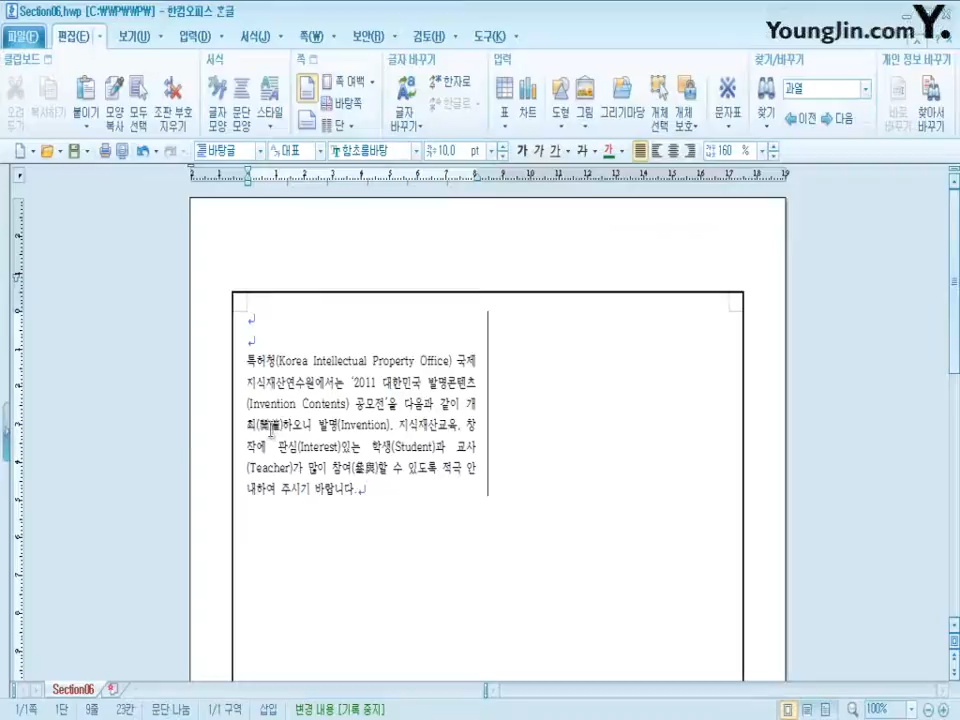 Section06.hwp [C:₩WPW₩PW] - 한컴오피스 한글
YoungJin.com Y.
파일(F) 편집(E) 보기(U) 입력(D) 서식(J) 쪽(W) 보안(B) 검토(H) 도구(K)
클립보드 서식 쪽 글자 바꾸기 입력 찾기/바꾸기 개인 정보 바꾸기
오려 두기 복사하기 붙이기 모양 복사 모두 선택 조판 부호 지우기 글자 모양 문단 모양 스타일 쪽 여백 바탕쪽 단 글자 바꾸기 한자로 한글로 표 차트 도형 그림 그리기마당 개체 선택 개체 보호 문자표 찾기 과열 이전 다음 바로 바꾸기 찾아서 바꾸기
바탕글 대표 함초롬바탕 10.0 pt 가 가 가 가 가 160 %
특허청(Korea Intellectual Property Office) 국제
지식재산연수원에서는 '2011 대한민국 발명콘텐츠
(Invention Contents) 공모전'을 다음과 같이 개
최(開催)하오니 발명(Invention), 지식재산교육, 창
작에 관심(Interest)있는 학생(Student)과 교사
(Teacher)가 많이 참여(參與)할 수 있도록 적극 안
내하여 주시기 바랍니다.
Section06
1/1쪽 1단 9줄 23칸 문단 나눔 1/1 구역 삽입 변경 내용 [기록 중지] 100%